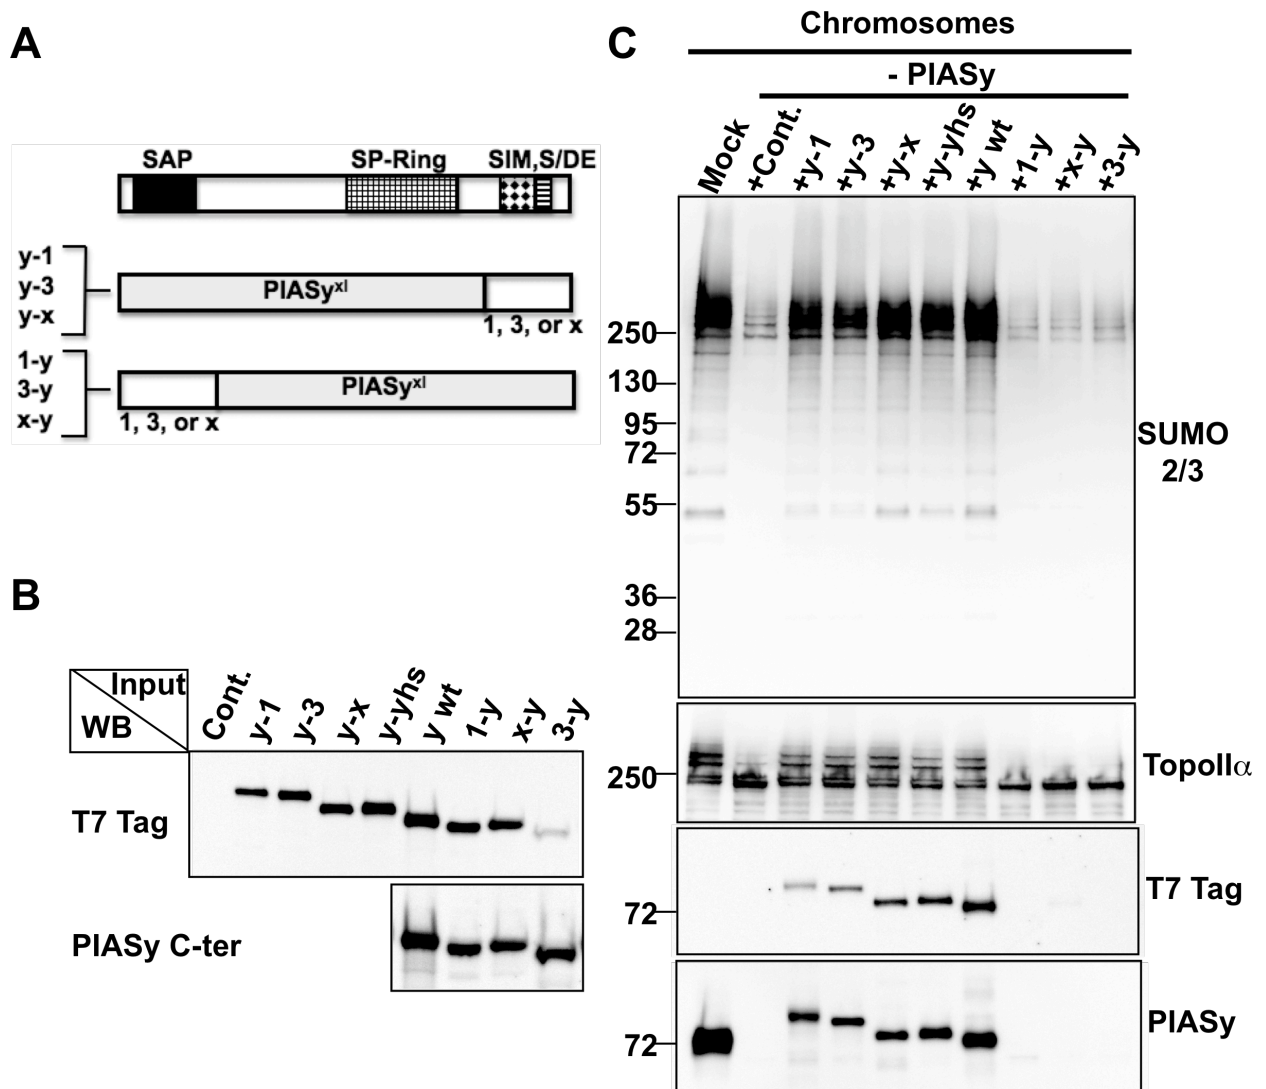 A
SAP
SP-Ring
SIM,S/DE
y-1
y-3
y-x
PIASyxl
1, 3, or x
1-y
3-y
x-y
PIASyxl
1, 3, or x
B
Input
WB
Cont.
y-1
y-3
y-x
y-yhs
y wt
1-y
x-y
3-y
T7 Tag
PIASy C-ter
C
Chromosomes
- PIASy
Mock
+Cont.
+y-1
+y-3
+y-x
+y-yhs
+y wt
+1-y
+x-y
+3-y
250
130
95
72
55
36
28
SUMO
2/3
250
TopoIIα
72
T7 Tag
72
PIASy